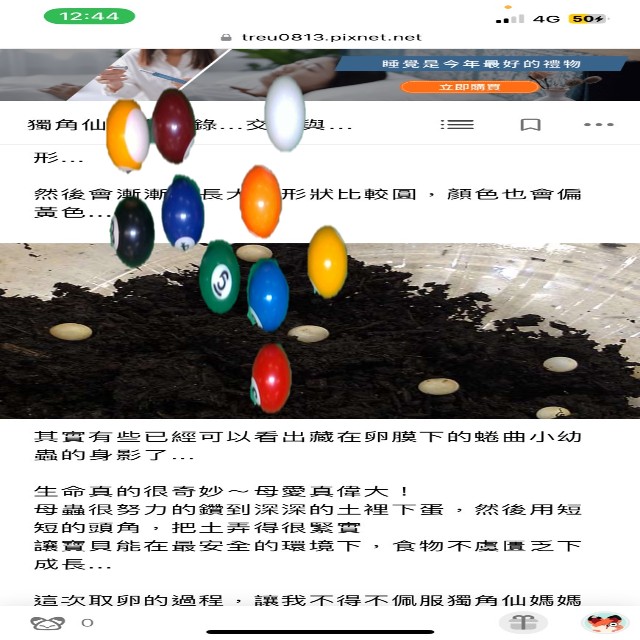 12:44
4G
50
treu0813.pixnet.net
睡覺是今年最好的禮物
立即購買
獨角仙 錄...交 與...
形...
然後會漸漸 長大 形狀比較圓，顏色也會偏
黃色...
4
6
其實有些已經可以看出藏在卵膜下的蜷曲小幼
蟲的身影了...
生命真的很奇妙～母愛真偉大！
母蟲很努力的鑽到深深的土裡下蛋，然後用短
短的頭角，把土弄得很緊實
讓寶貝能在最安全的環境下，食物不虞匱乏下
成長...
這次取卵的過程，讓我不得不佩服獨角仙媽媽
0